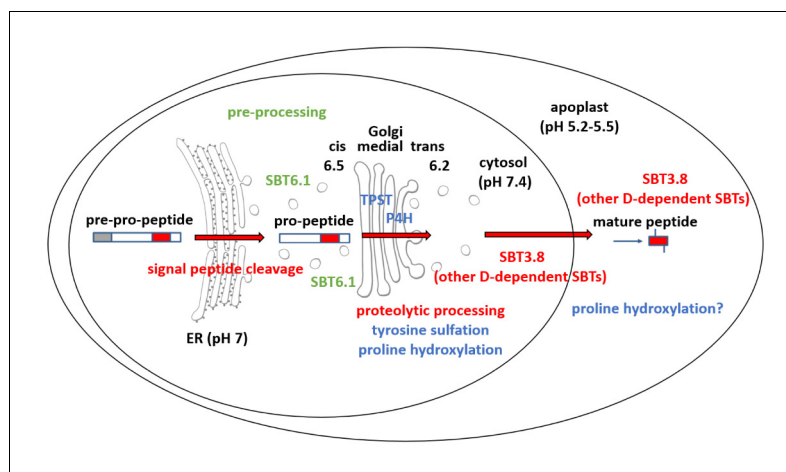 pre-processing
apoplast
(pH 5.2-5.5)
Golgi
cis medial trans
6.5 6.2
cytosol
(pH 7.4)
SBT6.1
SBT3.8
(other D-dependent SBTs)
TPST
P4H
pre-pro-peptide
pro-peptide
mature peptide
signal peptide cleavage
SBT6.1
SBT3.8
(other D-dependent SBTs)
ER (pH 7)
proteolytic processing
tyrosine sulfation
proline hydroxylation
proline hydroxylation?